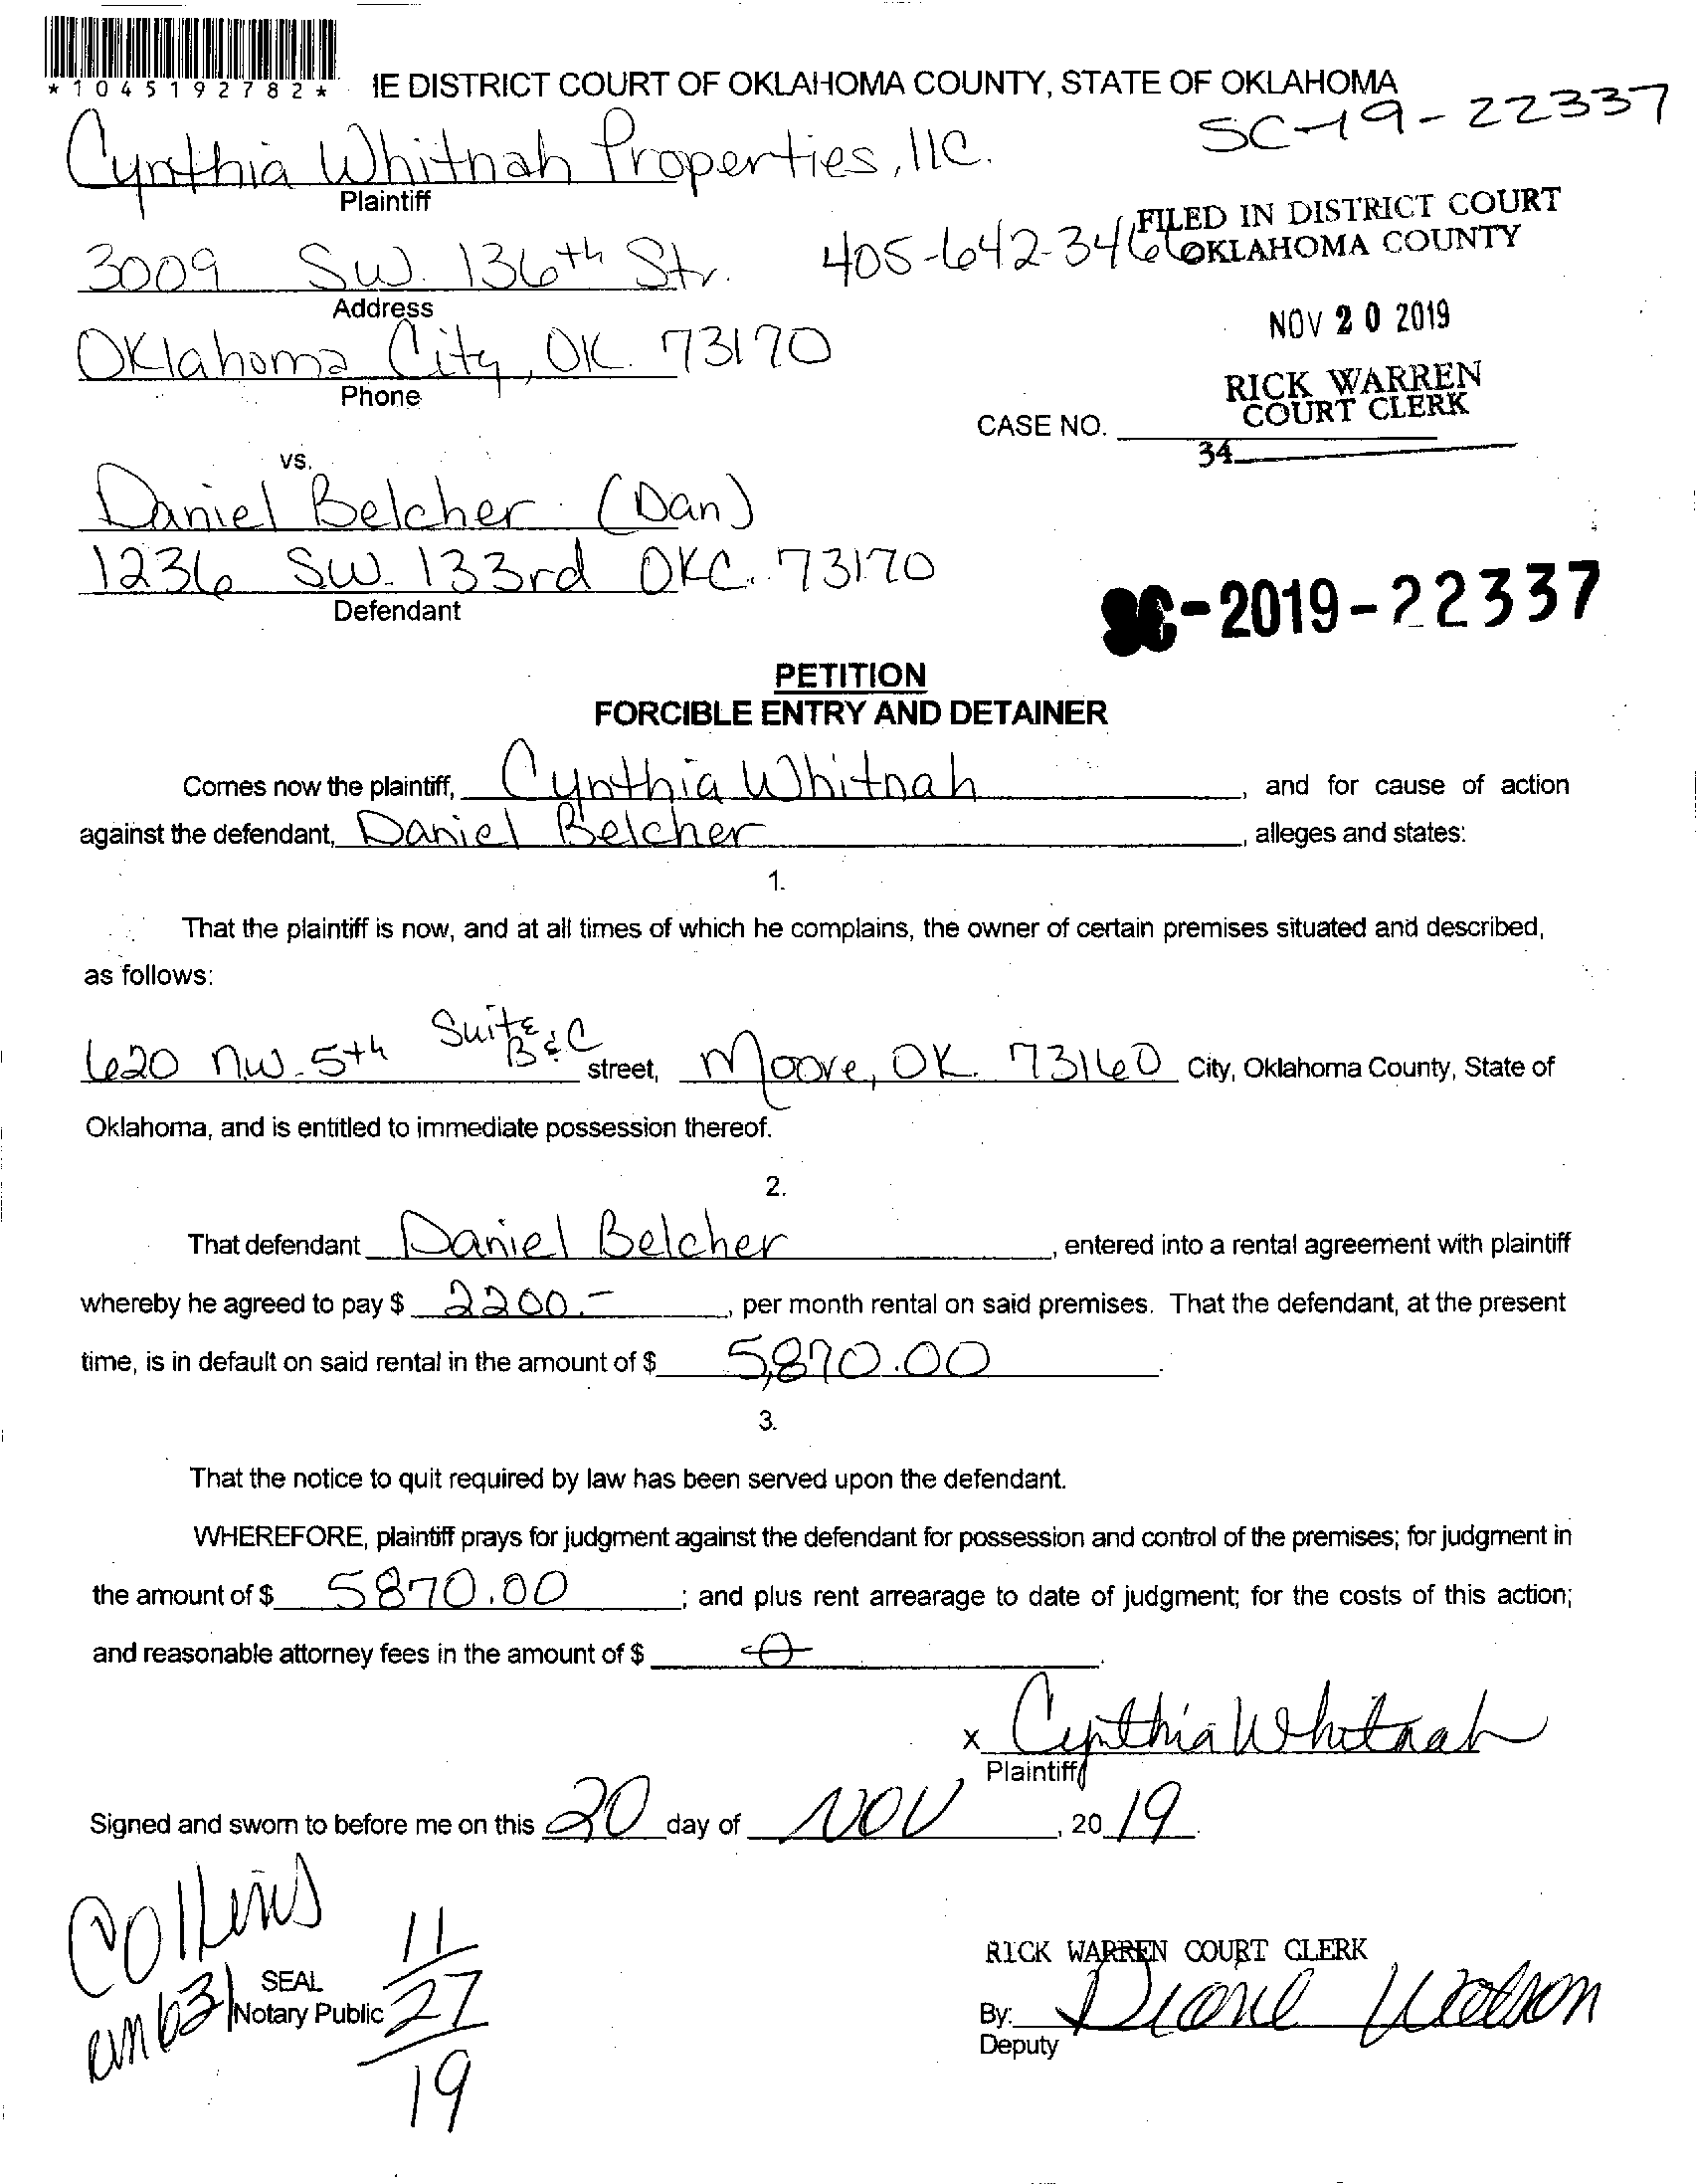 *1045192782*
IE DISTRICT COURT OF OKLAHOMA COUNTY, STATE OF OKLAHOMA
SC-19-22337
Cynthia Whitnah Properties, llc.
Plaintiff
FILED IN DISTRICT COURT
OKLAHOMA COUNTY
3009 SW. 136th Str. 405-642-3466
Address
NOV 20 2019
Oklahoma City, OK. 73170
Phone
RICK WARREN
COURT CLERK
CASE NO.
34
vs.
Daniel Belcher (Dan)
1236 SW. 133rd OKC. 73170
Defendant
SC-2019-22337
PETITION
FORCIBLE ENTRY AND DETAINER
Comes now the plaintiff, Cynthia Whitnah, and for cause of action
against the defendant, Daniel Belcher, alleges and states:
1.
That the plaintiff is now, and at all times of which he complains, the owner of certain premises situated and described,
as follows:
620 NW. 5th Suite B & C street, Moore, OK. 73160 City, Oklahoma County, State of
Oklahoma, and is entitled to immediate possession thereof.
2.
That defendant Daniel Belcher, entered into a rental agreement with plaintiff
whereby he agreed to pay $ 2200.-, per month rental on said premises. That the defendant, at the present
time, is in default on said rental in the amount of $ 5,870.00.
3.
That the notice to quit required by law has been served upon the defendant.
WHEREFORE, plaintiff prays for judgment against the defendant for possession and control of the premises; for judgment in
the amount of $ 5870.00; and plus rent arrearage to date of judgment; for the costs of this action;
and reasonable attorney fees in the amount of $ 0.
x Cynthia Whitnah
Plaintiff
Signed and sworn to before me on this 20 day of NOV, 2019.
Collins
11
27
19
SEAL
Notary Public
RICK WARREN COURT CLERK
By: Diane Watson
Deputy